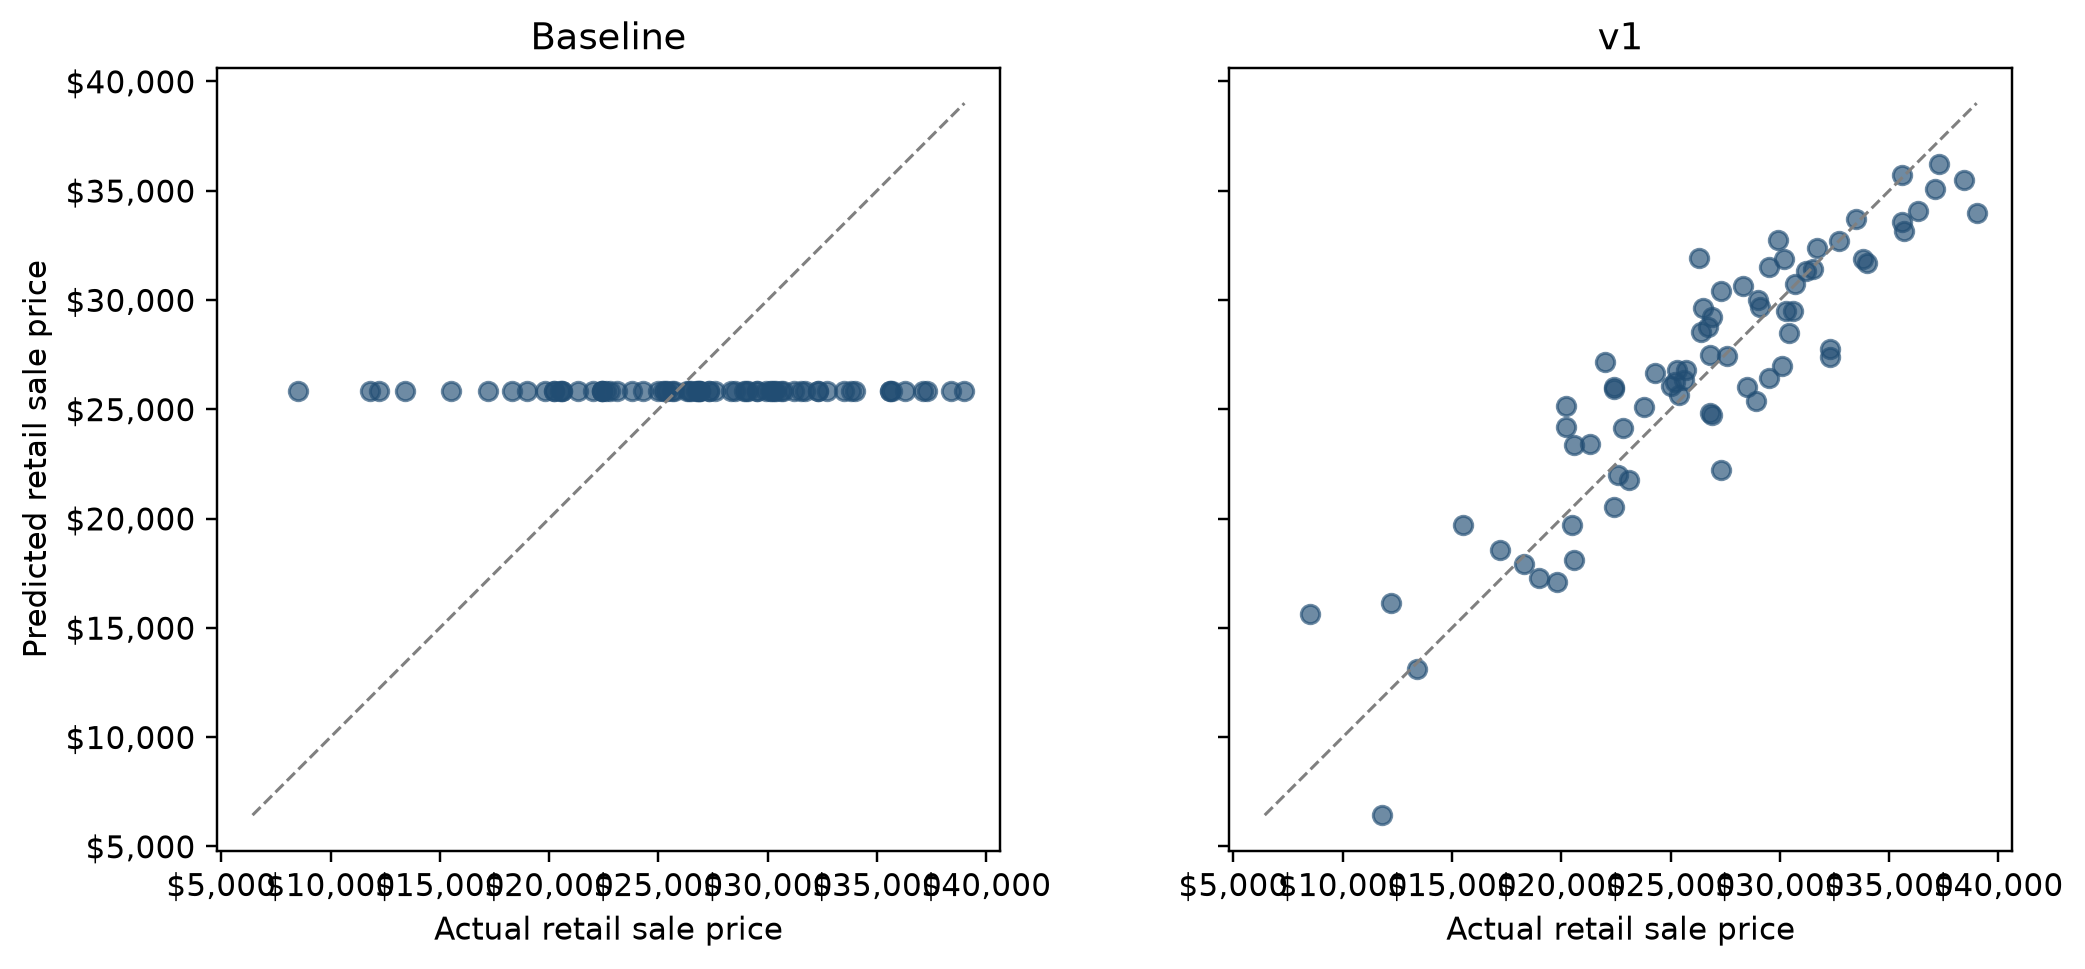 Baseline
v1
$40,000
$35,000
$30,000
$25,000
$20,000
$15,000
$10,000
$5,000
Predicted retail sale price
$5,000 $10,000 $15,000 $20,000 $25,000 $30,000 $35,000 $40,000
$5,000 $10,000 $15,000 $20,000 $25,000 $30,000 $35,000 $40,000
Actual retail sale price
Actual retail sale price